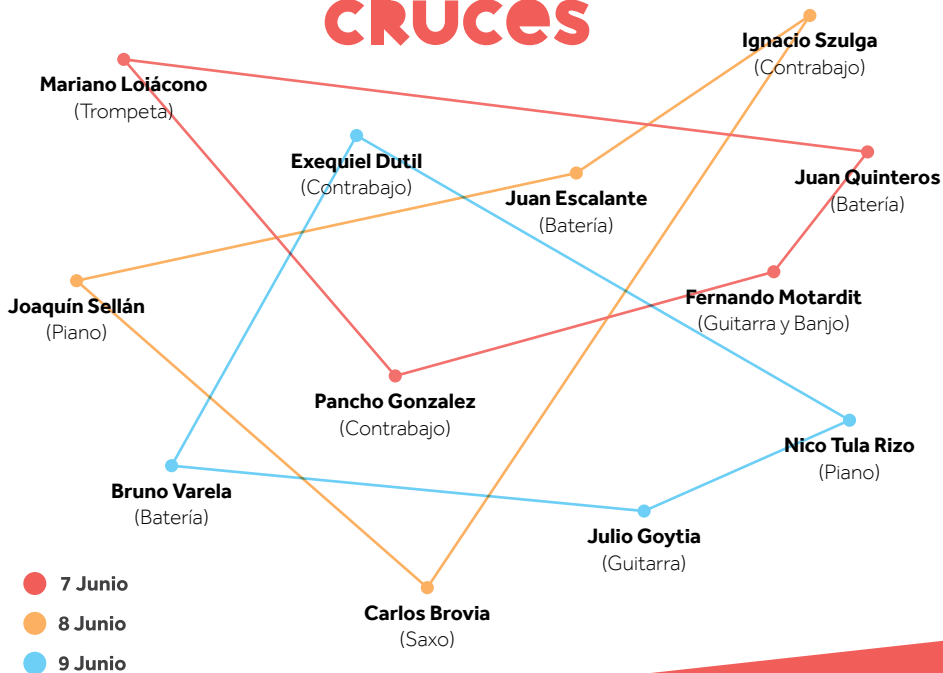 CRUCES
Ignacio Szulga
(Contrabajo)
Mariano Loiácono
(Trompeta)
Exequiel Dutil
(Contrabajo)
Juan Escalante
(Batería)
Juan Quinteros
(Batería)
Joaquín Sellán
(Piano)
Fernando Motardit
(Guitarra y Banjo)
Pancho Gonzalez
(Contrabajo)
Nico Tula Rizo
(Piano)
Bruno Varela
(Batería)
Julio Goytia
(Guitarra)
Carlos Brovia
(Saxo)
7 Junio
8 Junio
9 Junio